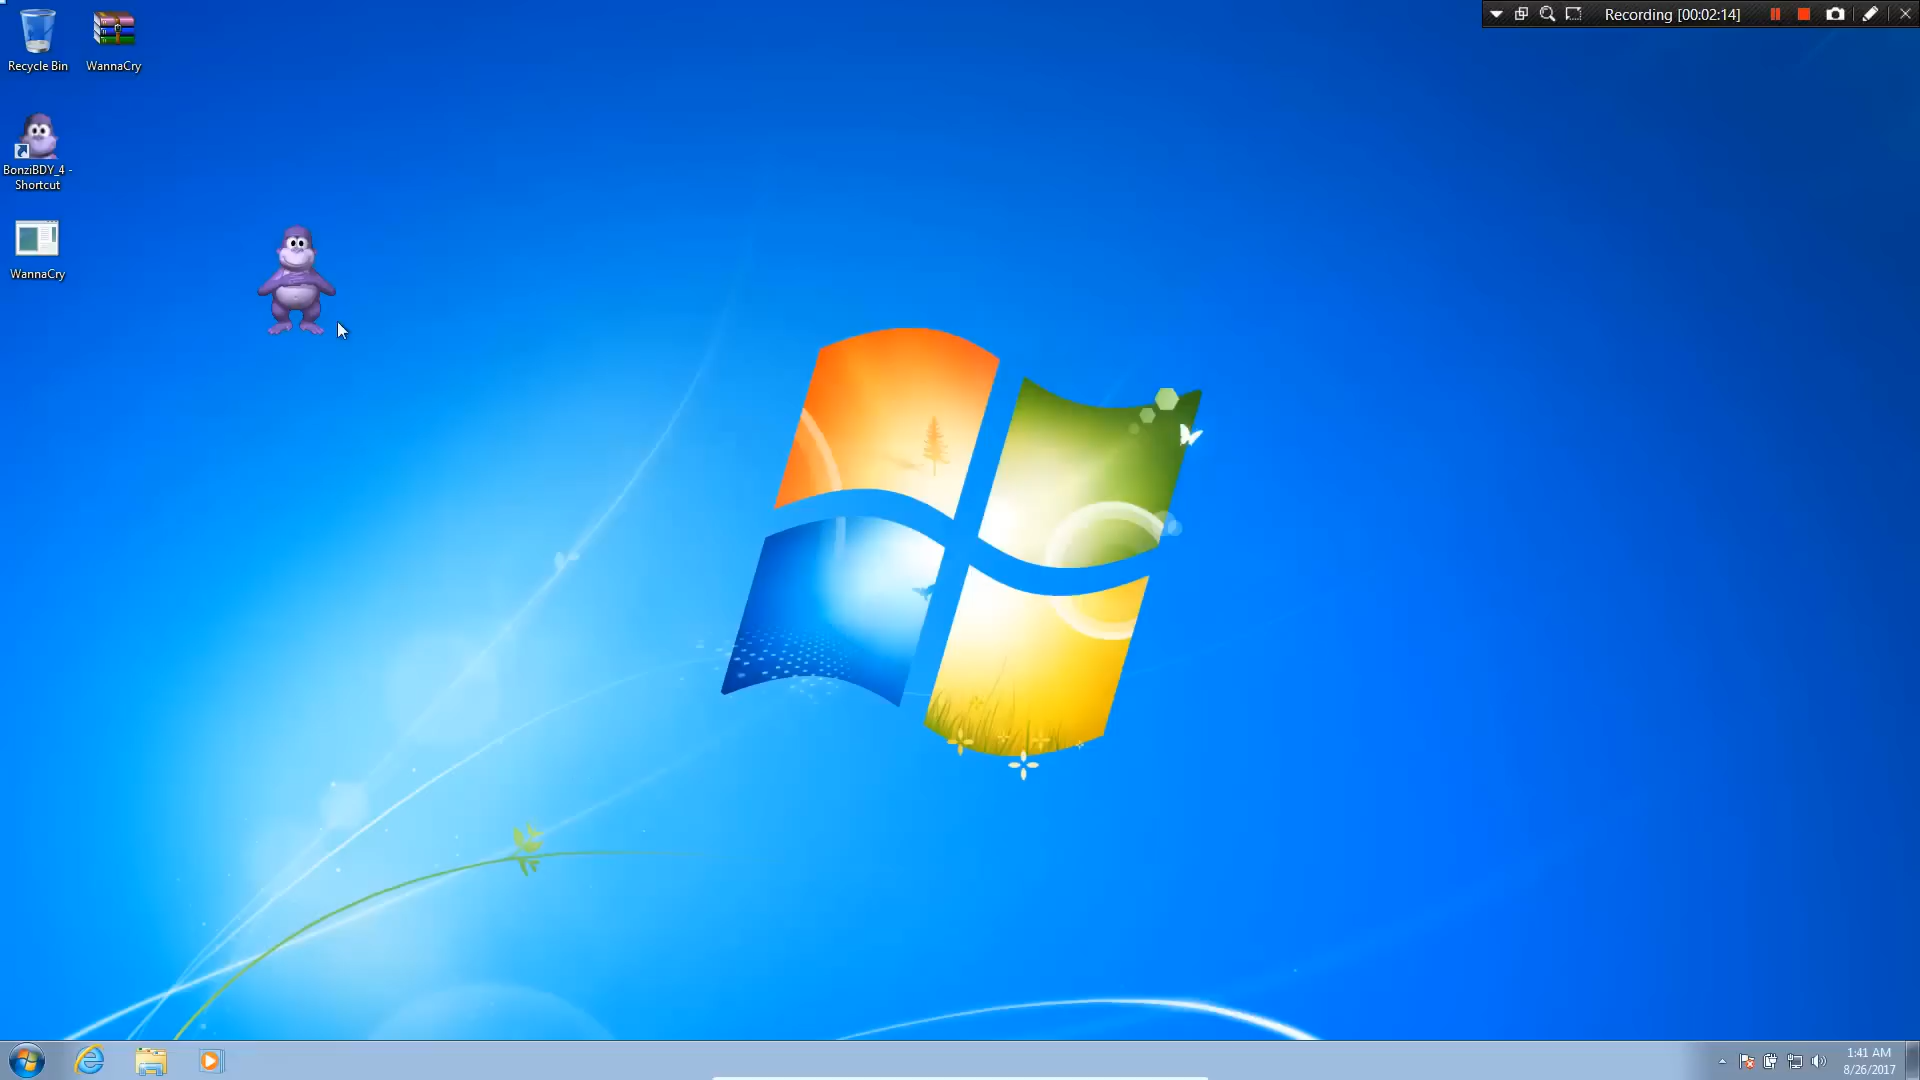 Recording [00:02:14]
Recycle Bin
WannaCry
BonziBDY_4 -
Shortcut
WannaCry
1:41 AM
8/26/2017